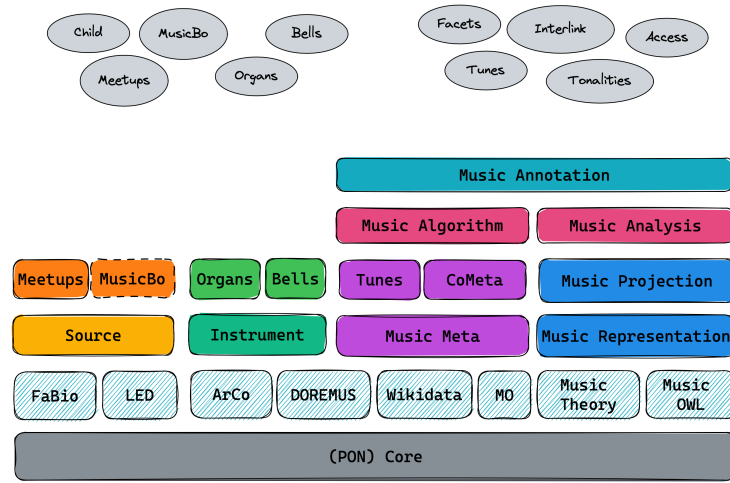 Child
MusicBo
Bells
Meetups
Organs
Facets
Interlink
Access
Tunes
Tonalities
Music Annotation
Music Algorithm
Music Analysis
Meetups
MusicBo
Organs
Bells
Tunes
CoMeta
Music Projection
Source
Instrument
Music Meta
Music Representation
FaBio
LED
ArCo
DOREMUS
Wikidata
MO
Music
Theory
Music
OWL
(PON) Core